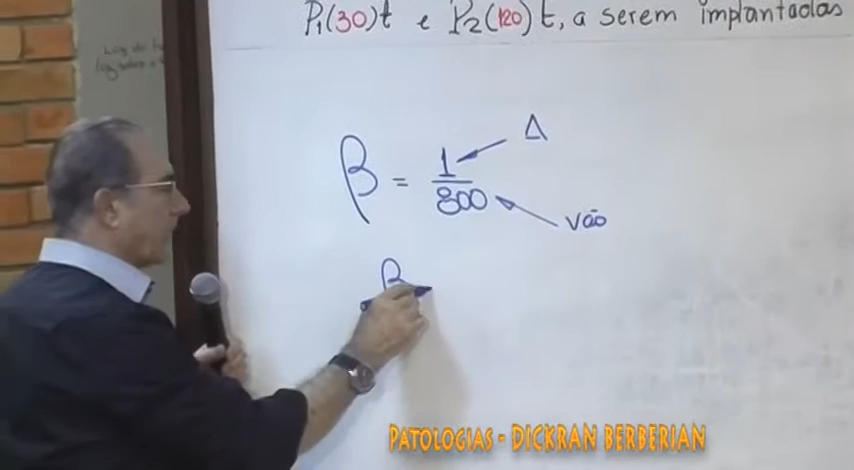 P₁(30)t e P₂(120)t, a serem implantadas
β = 1/800
Δ
vão
β
PATOLOGIAS - DICKRAN BERBERIAN